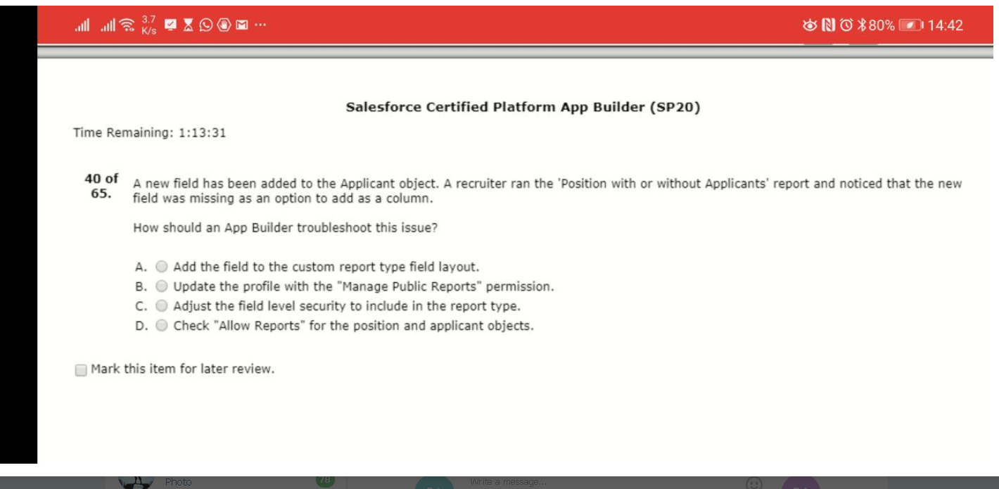 3.7
K/s
80%
14:42
Salesforce Certified Platform App Builder (SP20)
Time Remaining: 1:13:31
40 of
65.
A new field has been added to the Applicant object. A recruiter ran the 'Position with or without Applicants' report and noticed that the new
field was missing as an option to add as a column.
How should an App Builder troubleshoot this issue?
A. Add the field to the custom report type field layout.
B. Update the profile with the "Manage Public Reports" permission.
C. Adjust the field level security to include in the report type.
D. Check "Allow Reports" for the position and applicant objects.
Mark this item for later review.
Photo
78
Write a message...